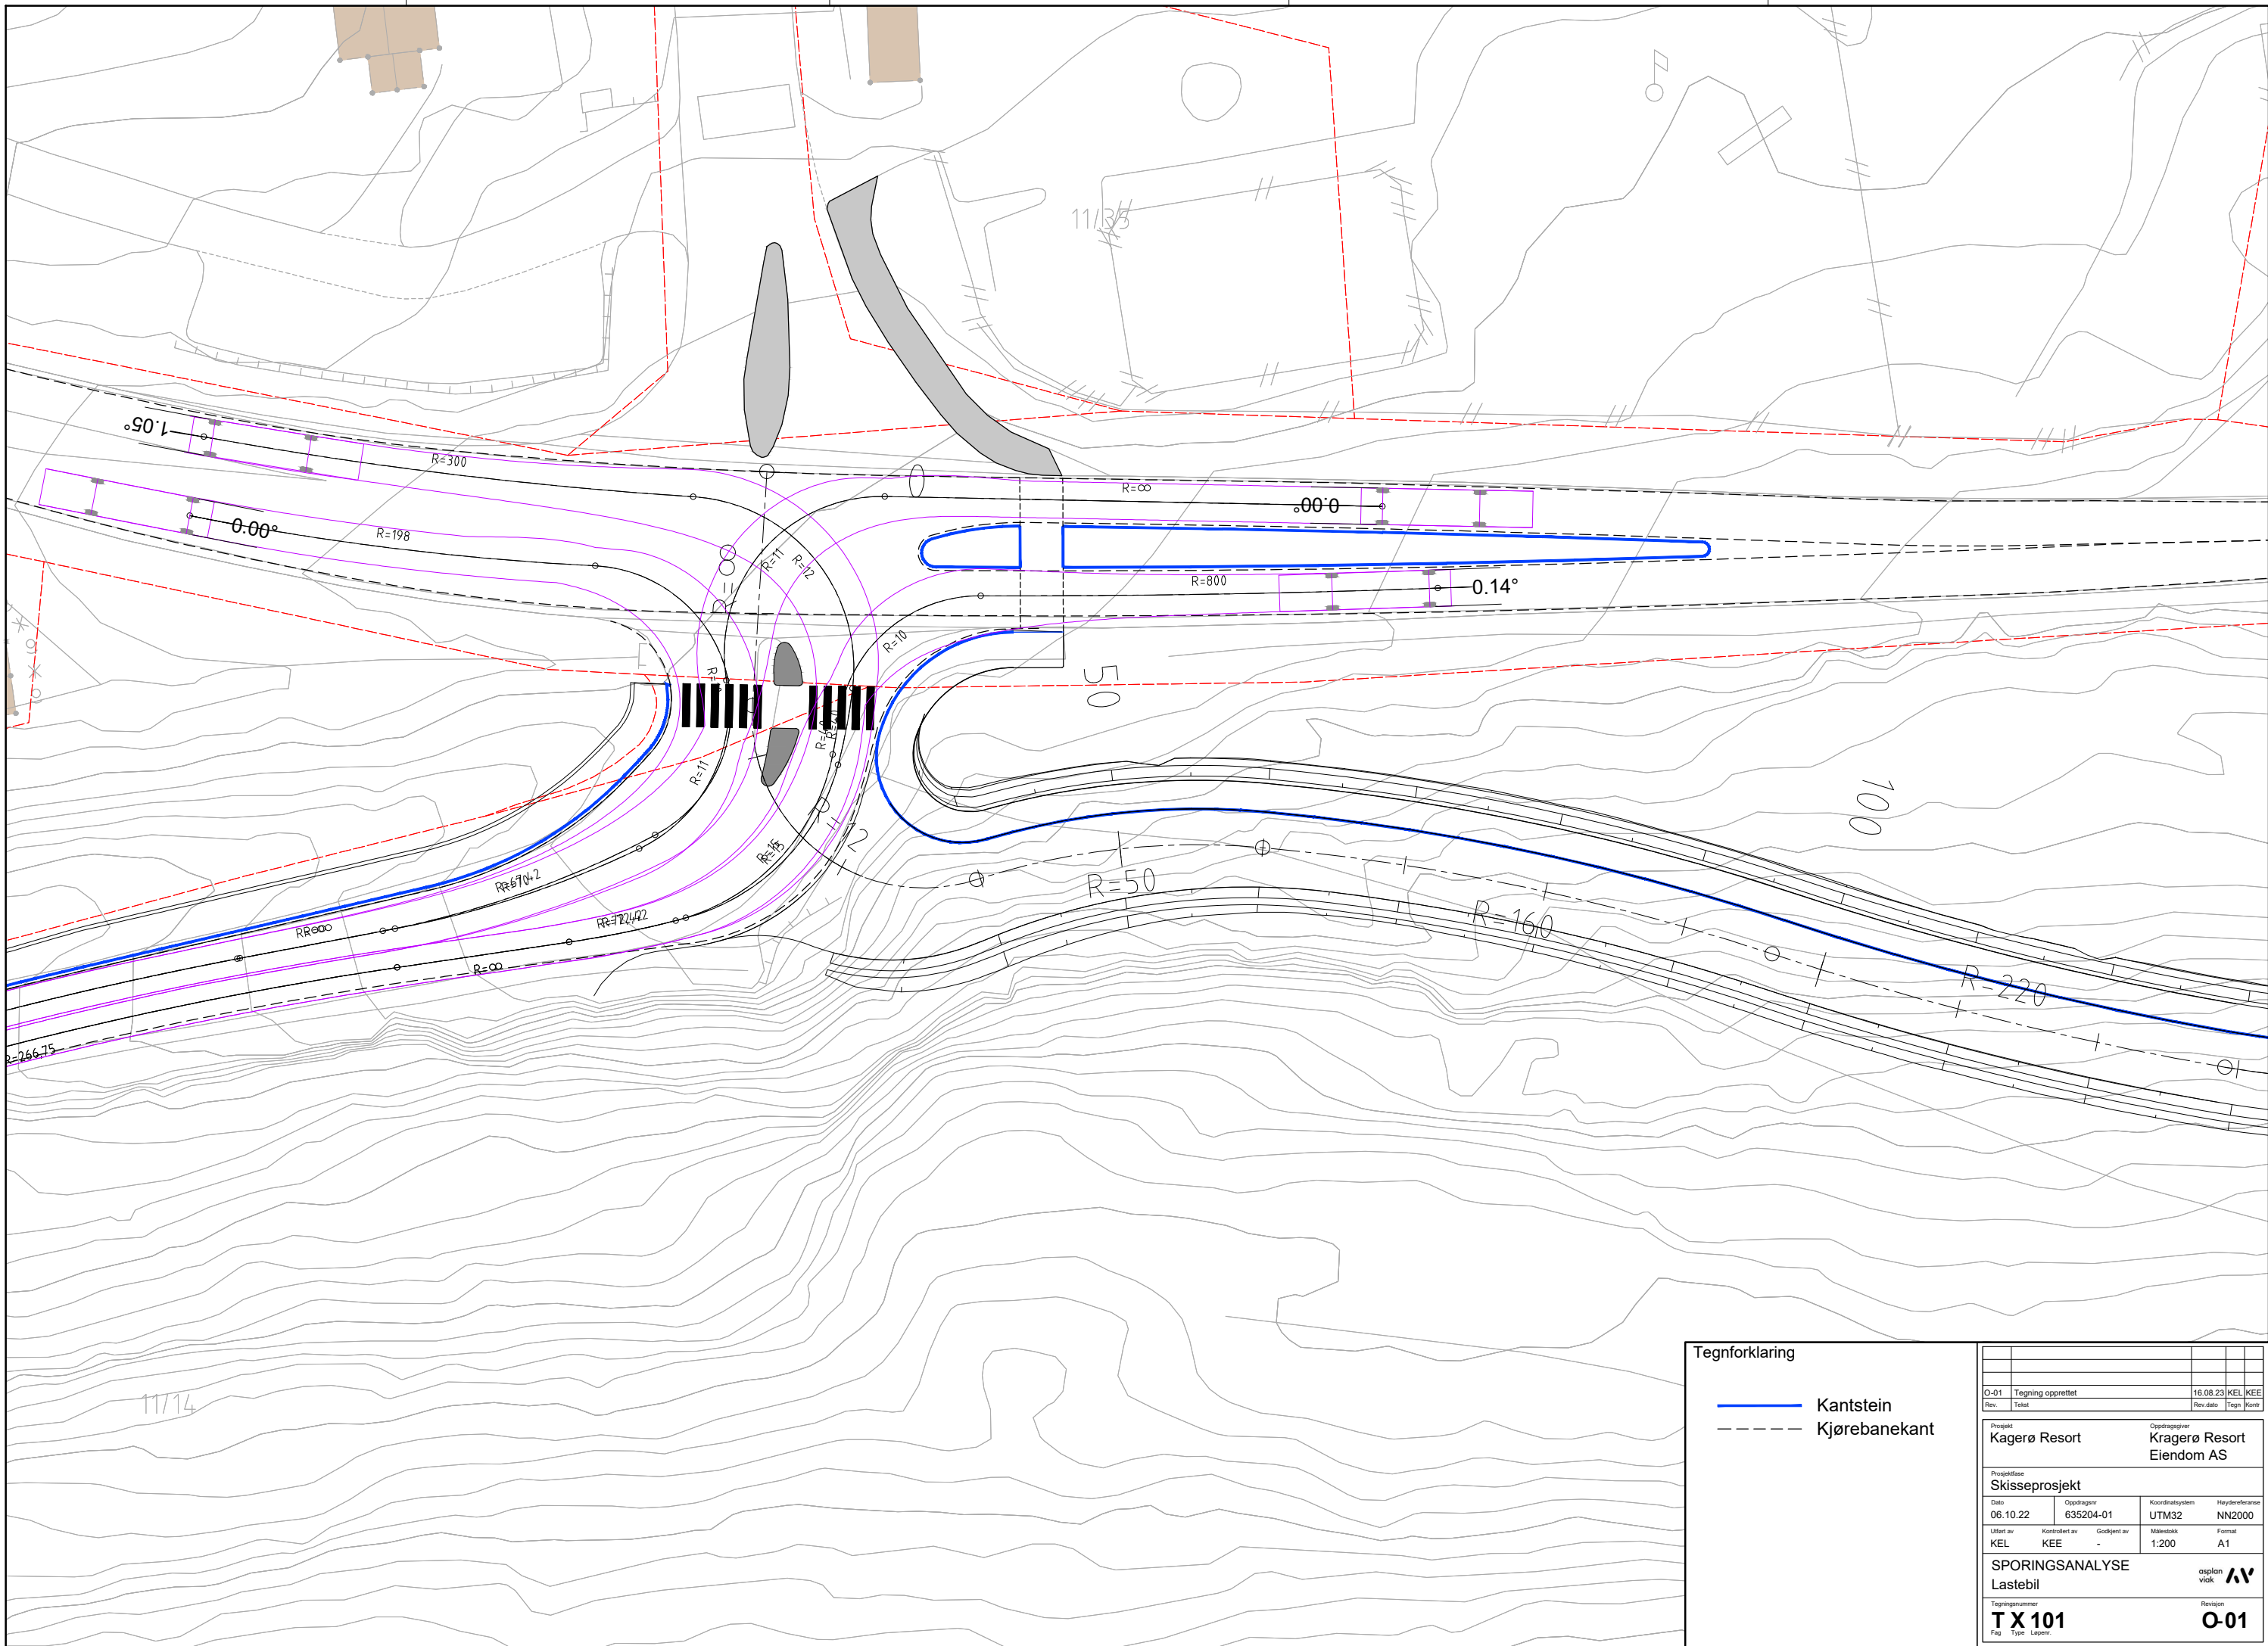 11/35
1.05°
R=300
R=∞
0.00°
0.00°
R=198
R=11
R=12
R=800
0.14°
R=10
50
R=11
R=12
100
R=50
R=160
R=∞
R=220
R=266,75
11/14
Tegnforklaring
Kantstein
Kjørebanekant
O-01 Tegning opprettet 16.08.23 KEL KEE
Rev. Tekst Rev.dato Tegn Kontr
Prosjekt Oppdragsgiver
Kagerø Resort Kragerø Resort
Eiendom AS
Prosjektfase
Skisseprosjekt
Dato Oppdragsnr Koordinatsystem Høydereferanse
06.10.22 635204-01 UTM32 NN2000
Utført av Kontrollert av Godkjent av Målestokk Format
KEL KEE - 1:200 A1
SPORINGSANALYSE
Lastebil
asplan
viak
Tegningsnummer Revisjon
T X 101 O-01
Fag Type Løpenr.